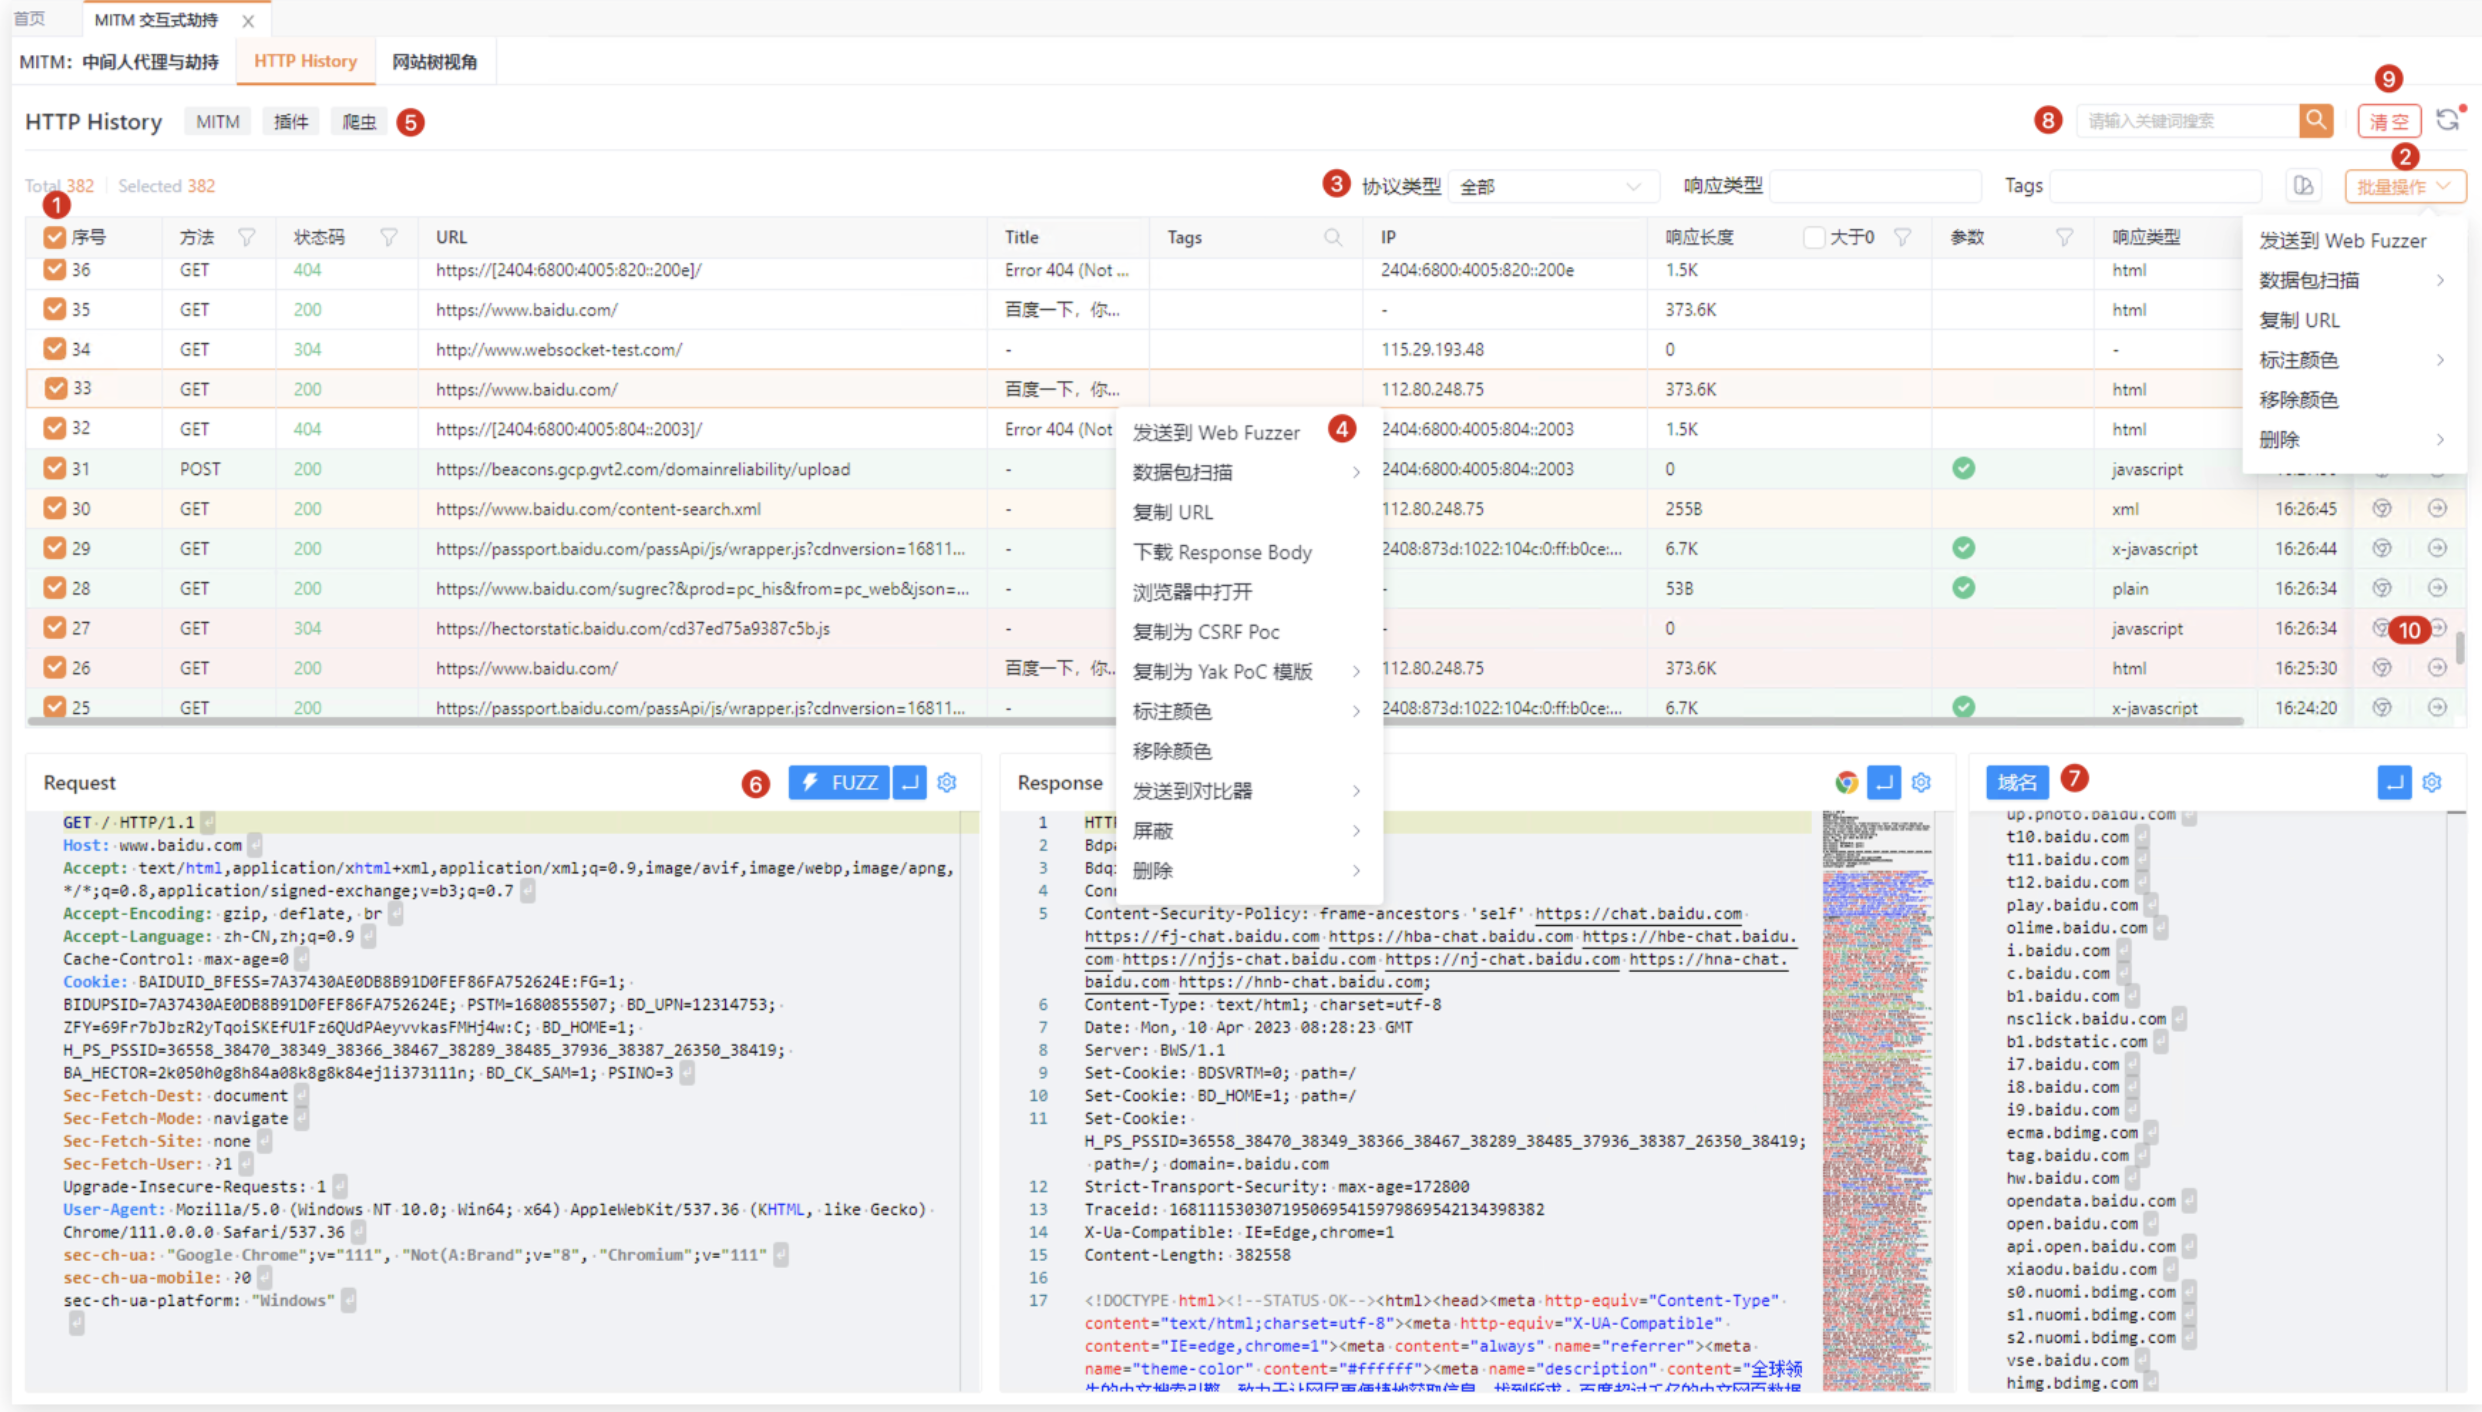 首页
MITM 交互式劫持
MITM：中间人代理与劫持
HTTP History
网站树视角
9
HTTP History
MITM
插件
爬虫
5
8
请输入关键词搜索
清空
2
Total 382
Selected 382
3
协议类型
全部
响应类型
Tags
批量操作
1
序号 方法 状态码 URL Title Tags IP 响应长度 大于0 参数 响应类型
36 GET 404 https://[2404:6800:4005:820::200e]/ Error 404 (Not ... 2404:6800:4005:820::200e 1.5K html
35 GET 200 https://www.baidu.com/ 百度一下，你... - 373.6K html
34 GET 304 http://www.websocket-test.com/ - 115.29.193.48 0 -
33 GET 200 https://www.baidu.com/ 百度一下，你... 112.80.248.75 373.6K html
32 GET 404 https://[2404:6800:4005:804::2003]/ Error 404 (Not 2404:6800:4005:804::2003 1.5K html
31 POST 200 https://beacons.gcp.gvt2.com/domainreliability/upload - 2404:6800:4005:804::2003 0 javascript
30 GET 200 https://www.baidu.com/content-search.xml - 112.80.248.75 255B xml 16:26:45
29 GET 200 https://passport.baidu.com/passApi/js/wrapper.js?cdnversion=16811... - 2408:873d:1022:104c:0:ff:b0ce:... 6.7K x-javascript 16:26:44
28 GET 200 https://www.baidu.com/sugrec?&prod=pc_his&from=pc_web&json=... - - 53B plain 16:26:34
27 GET 304 https://hectorstatic.baidu.com/cd37ed75a9387c5b.js - - 0 javascript 16:26:34
10
26 GET 200 https://www.baidu.com/ 百度一下，你... 112.80.248.75 373.6K html 16:25:30
25 GET 200 https://passport.baidu.com/passApi/js/wrapper.js?cdnversion=16811... - 2408:873d:1022:104c:0:ff:b0ce:... 6.7K x-javascript 16:24:20
发送到 Web Fuzzer
数据包扫描
复制 URL
标注颜色
移除颜色
删除
发送到 Web Fuzzer
4
数据包扫描
复制 URL
下载 Response Body
浏览器中打开
复制为 CSRF Poc
复制为 Yak PoC 模版
标注颜色
移除颜色
发送到对比器
屏蔽
删除
Request
6
FUZZ
GET / HTTP/1.1
Host: www.baidu.com
Accept: text/html,application/xhtml+xml,application/xml;q=0.9,image/avif,image/webp,image/apng,
*/*;q=0.8,application/signed-exchange;v=b3;q=0.7
Accept-Encoding: gzip, deflate, br
Accept-Language: zh-CN,zh;q=0.9
Cache-Control: max-age=0
Cookie: BAIDUID_BFESS=7A37430AE0DB8B91D0FEF86FA752624E:FG=1;
BIDUPSID=7A37430AE0DB8B91D0FEF86FA752624E; PSTM=1680855507; BD_UPN=12314753;
ZFY=69Fr7bJbzR2yTqoiSKEfU1Fz6QUdPAeyvvkasFMHj4w:C; BD_HOME=1;
H_PS_PSSID=36558_38470_38349_38366_38467_38289_38485_37936_38387_26350_38419;
BA_HECTOR=2k050h0g8h84a08k8g8k84ej1i373111n; BD_CK_SAM=1; PSINO=3
Sec-Fetch-Dest: document
Sec-Fetch-Mode: navigate
Sec-Fetch-Site: none
Sec-Fetch-User: ?1
Upgrade-Insecure-Requests: 1
User-Agent: Mozilla/5.0 (Windows NT 10.0; Win64; x64) AppleWebKit/537.36 (KHTML, like Gecko)
Chrome/111.0.0.0 Safari/537.36
sec-ch-ua: "Google Chrome";v="111", "Not(A:Brand";v="8", "Chromium";v="111"
sec-ch-ua-mobile: ?0
sec-ch-ua-platform: "Windows"
Response
1 HTT
2 Bdp
3 Bdq
4 Con
5 Content-Security-Policy: frame-ancestors 'self' https://chat.baidu.com
https://fj-chat.baidu.com https://hba-chat.baidu.com https://hbe-chat.baidu.
com https://njjs-chat.baidu.com https://nj-chat.baidu.com https://hna-chat.
baidu.com https://hnb-chat.baidu.com;
6 Content-Type: text/html; charset=utf-8
7 Date: Mon, 10 Apr 2023 08:28:23 GMT
8 Server: BWS/1.1
9 Set-Cookie: BDSVRTM=0; path=/
10 Set-Cookie: BD_HOME=1; path=/
11 Set-Cookie:
H_PS_PSSID=36558_38470_38349_38366_38467_38289_38485_37936_38387_26350_38419;
path=/; domain=.baidu.com
12 Strict-Transport-Security: max-age=172800
13 Traceid: 1681115303071950695415979869542134398382
14 X-Ua-Compatible: IE=Edge,chrome=1
15 Content-Length: 382558
16
17 <!DOCTYPE html><!--STATUS OK--><html><head><meta http-equiv="Content-Type"
content="text/html;charset=utf-8"><meta http-equiv="X-UA-Compatible"
content="IE=edge,chrome=1"><meta content="always" name="referrer"><meta
name="theme-color" content="#ffffff"><meta name="description" content="全球领
先的中文搜索引擎、致力于让网民更便捷地获取信息，找到所求。百度超过千亿的中文网页数据
域名
7
up.photo.baidu.com
t10.baidu.com
t11.baidu.com
t12.baidu.com
play.baidu.com
olime.baidu.com
i.baidu.com
c.baidu.com
b1.baidu.com
nsclick.baidu.com
b1.bdstatic.com
i7.baidu.com
i8.baidu.com
i9.baidu.com
ecma.bdimg.com
tag.baidu.com
hw.baidu.com
opendata.baidu.com
open.baidu.com
api.open.baidu.com
xiaodu.baidu.com
s0.nuomi.bdimg.com
s1.nuomi.bdimg.com
s2.nuomi.bdimg.com
vse.baidu.com
himg.bdimg.com